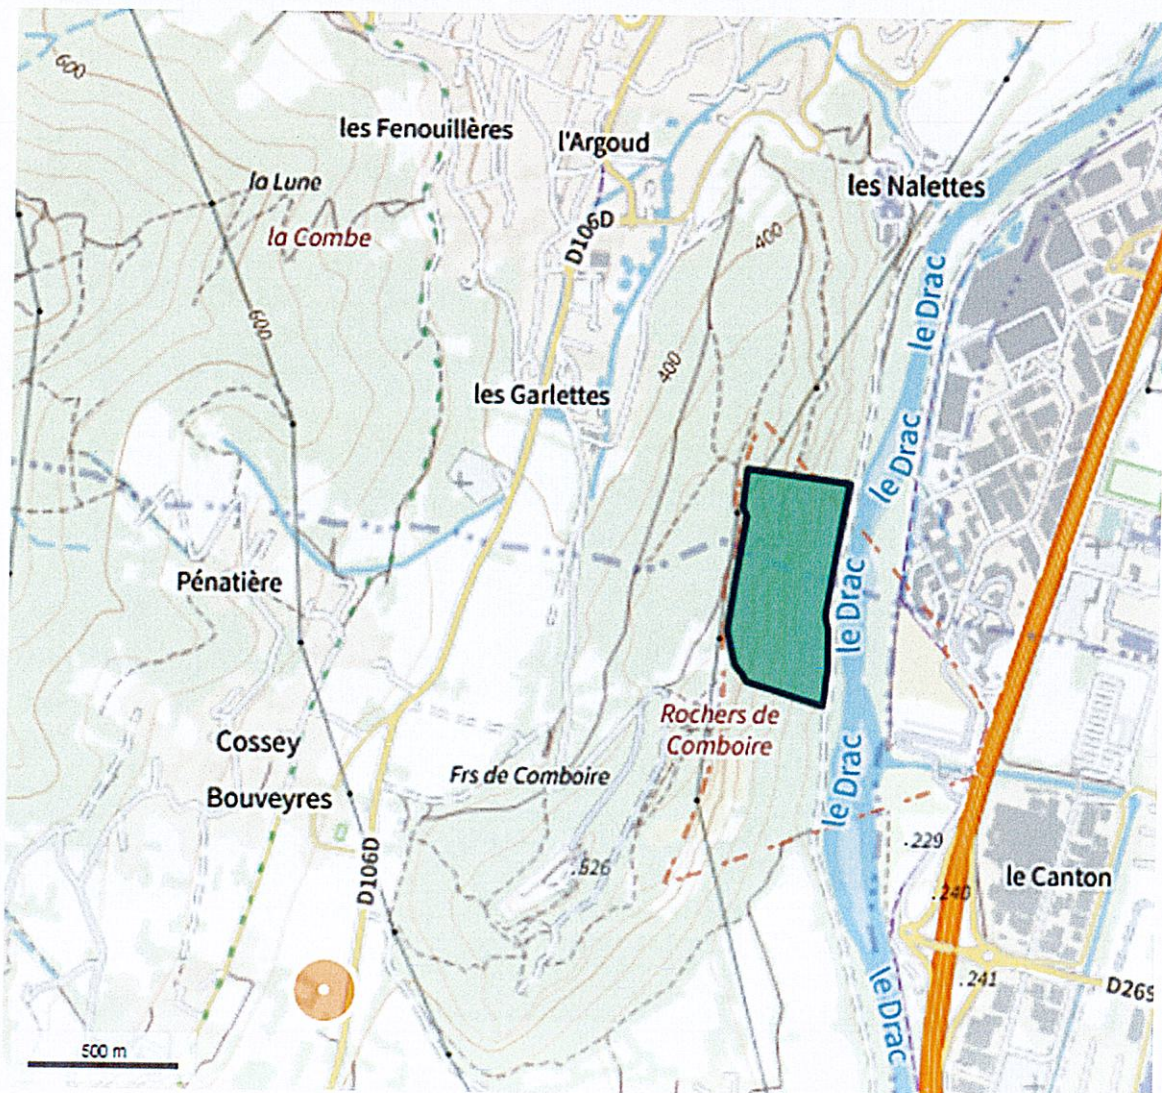 600
les Fenouillères
l'Argoud
la Lune
la Combe
les Nalettes
D106D
400
600
le Drac
400
les Garlettes
le Drac
Pénatière
le Drac
Rochers de
Comboire
Cossey
Frs de Comboire
le Drac
Bouveyres
D106D
.526
.229
le Canton
.240
.241
D269
le Drac
500 m